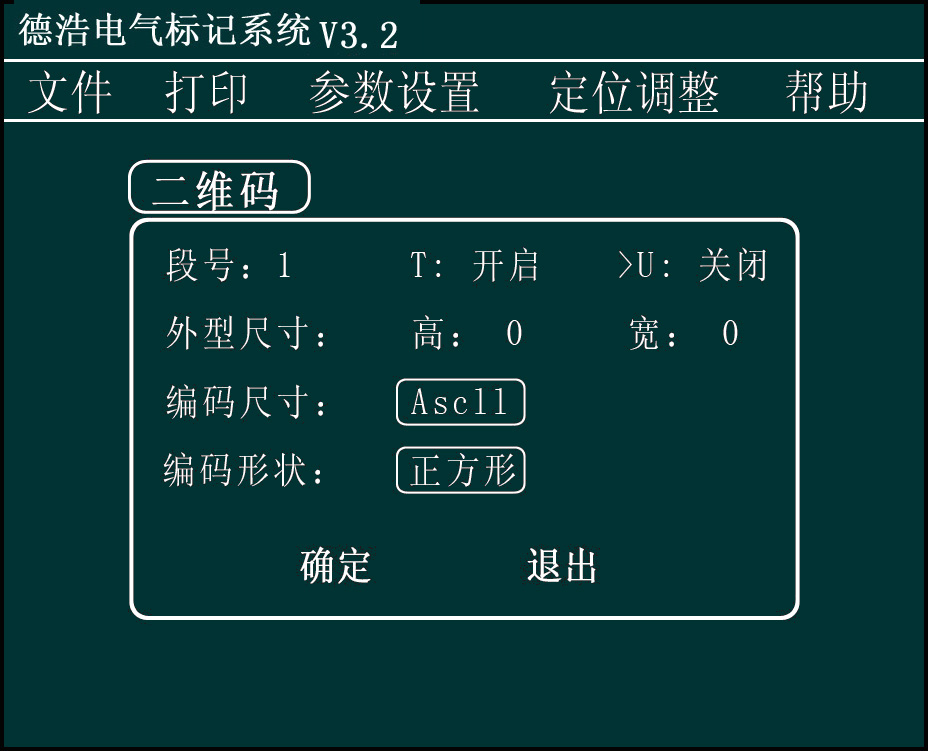 德浩电气标记系统 V3.2
文件 打印 参数设置 定位调整 帮助
二维码
段号：1 T: 开启 >U: 关闭
外型尺寸： 高： 0 宽： 0
编码尺寸： Ascll
编码形状： 正方形
确定 退出